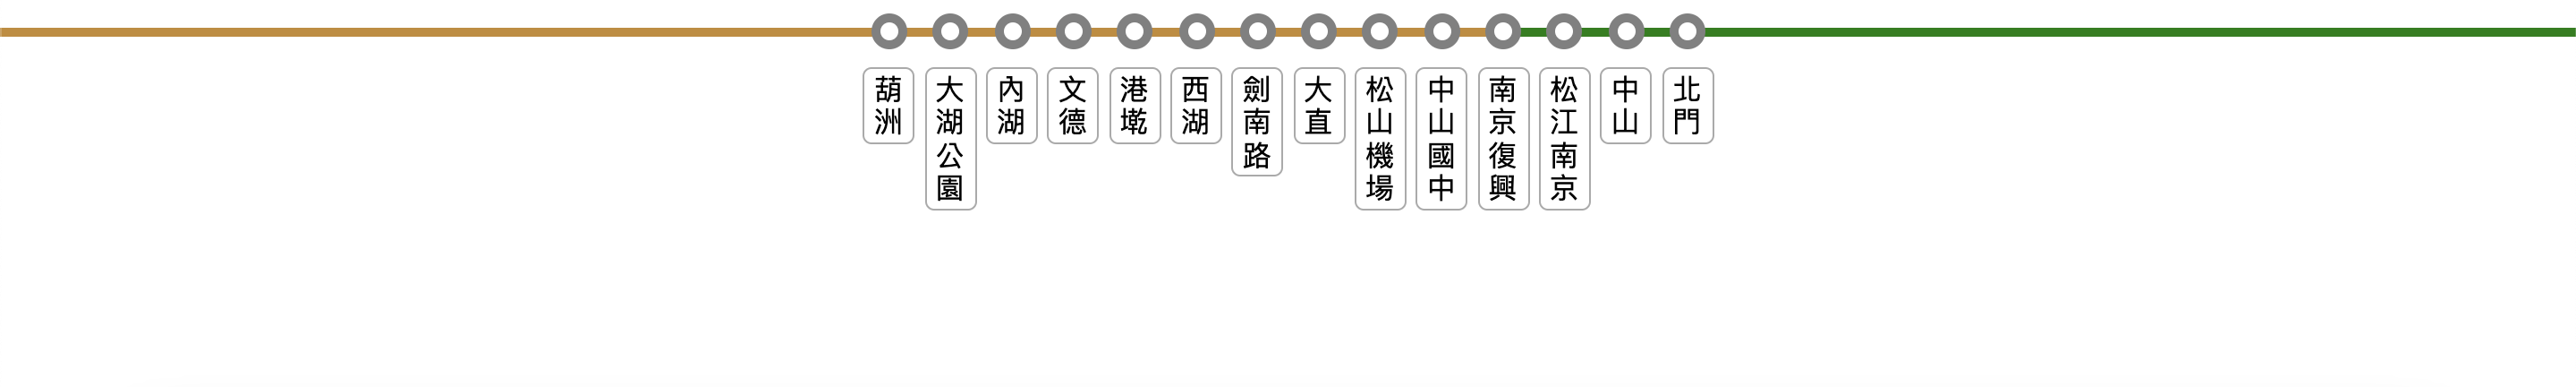 葫洲
大湖公園
內湖
文德
港墘
西湖
劍南路
大直
松山機場
中山國中
南京復興
松江南京
中山
北門